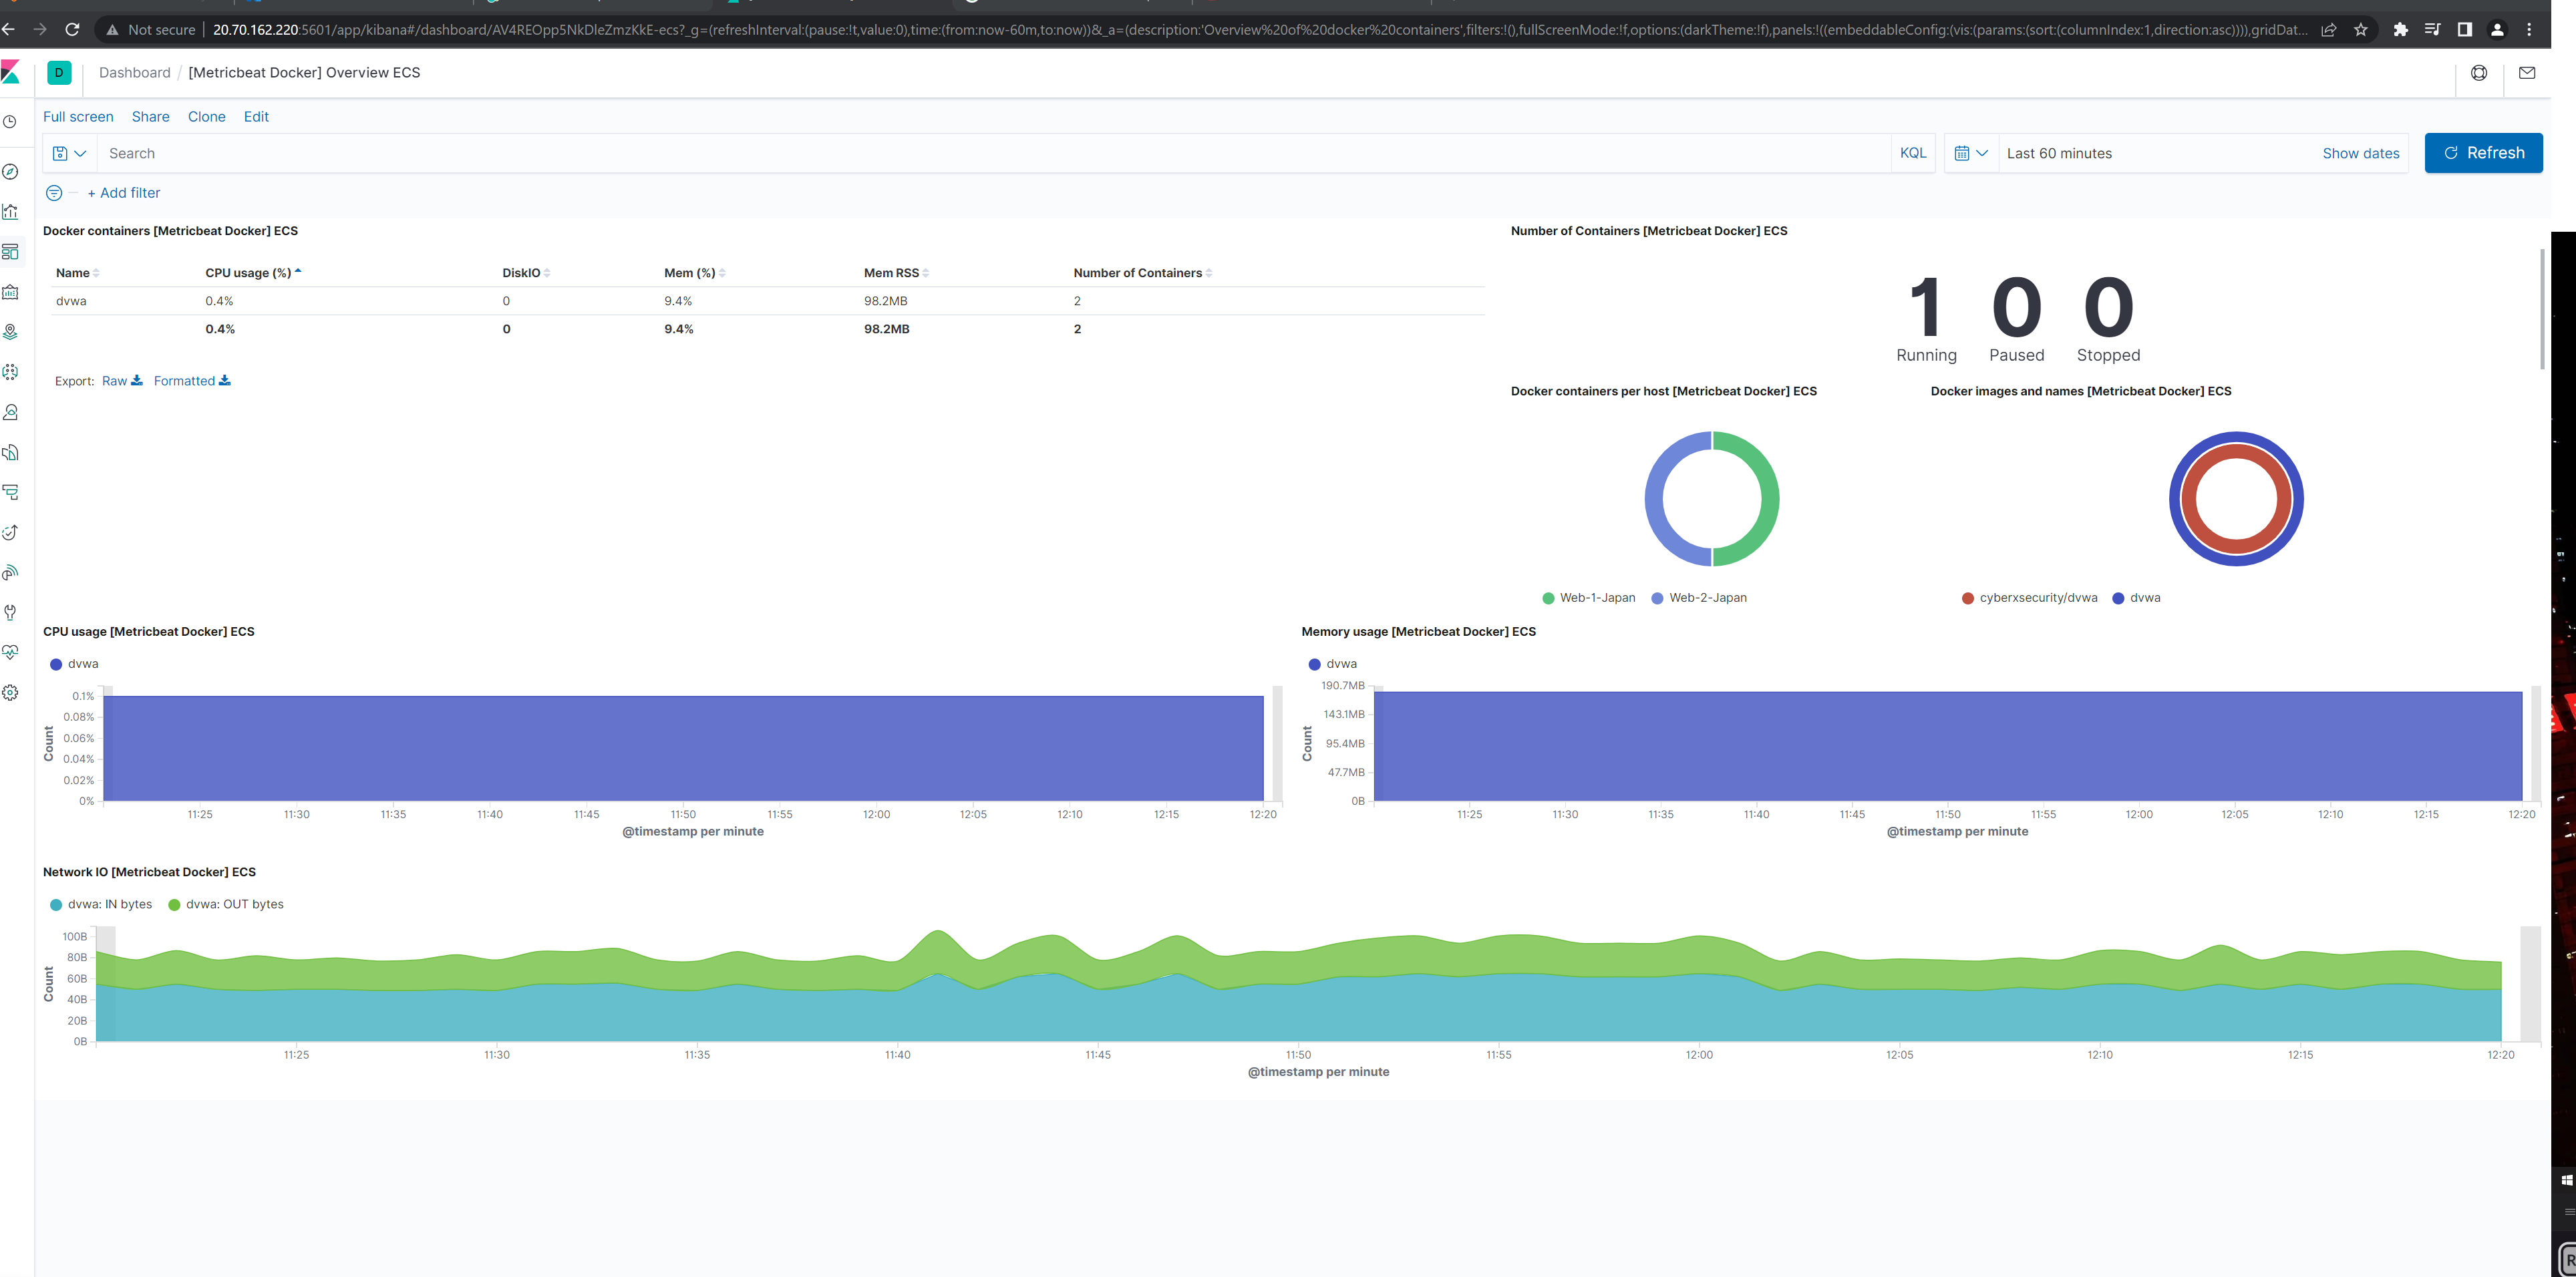 Not secure | 20.70.162.220:5601/app/kibana#/dashboard/AV4REOpp5NkDleZmzKkE-ecs?_g=(refreshInterval:(pause:!t,value:0),time:(from:now-60m,to:now))&_a=(description:'Overview%20of%20docker%20containers',filters:!(),fullScreenMode:!f,options:(darkTheme:!f),panels:!((embeddableConfig:(vis:(params:(sort:(columnIndex:1,direction:asc)))),gridDat...
D Dashboard / [Metricbeat Docker] Overview ECS
Full screen Share Clone Edit
Search KQL Last 60 minutes Show dates Refresh
+ Add filter
Docker containers [Metricbeat Docker] ECS
Name CPU usage (%) DiskIO Mem (%) Mem RSS Number of Containers
dvwa 0.4% 0 9.4% 98.2MB 2
0.4% 0 9.4% 98.2MB 2
Export: Raw Formatted
Number of Containers [Metricbeat Docker] ECS
1 0 0
Running Paused Stopped
Docker containers per host [Metricbeat Docker] ECS
Web-1-Japan Web-2-Japan
Docker images and names [Metricbeat Docker] ECS
cyberxsecurity/dvwa dvwa
CPU usage [Metricbeat Docker] ECS
dvwa
Count
0.1%
0.08%
0.06%
0.04%
0.02%
0%
11:25 11:30 11:35 11:40 11:45 11:50 11:55 12:00 12:05 12:10 12:15 12:20
@timestamp per minute
Memory usage [Metricbeat Docker] ECS
dvwa
Count
190.7MB
143.1MB
95.4MB
47.7MB
0B
11:25 11:30 11:35 11:40 11:45 11:50 11:55 12:00 12:05 12:10 12:15 12:20
@timestamp per minute
Network IO [Metricbeat Docker] ECS
dvwa: IN bytes dvwa: OUT bytes
Count
100B
80B
60B
40B
20B
0B
11:25 11:30 11:35 11:40 11:45 11:50 11:55 12:00 12:05 12:10 12:15 12:20
@timestamp per minute